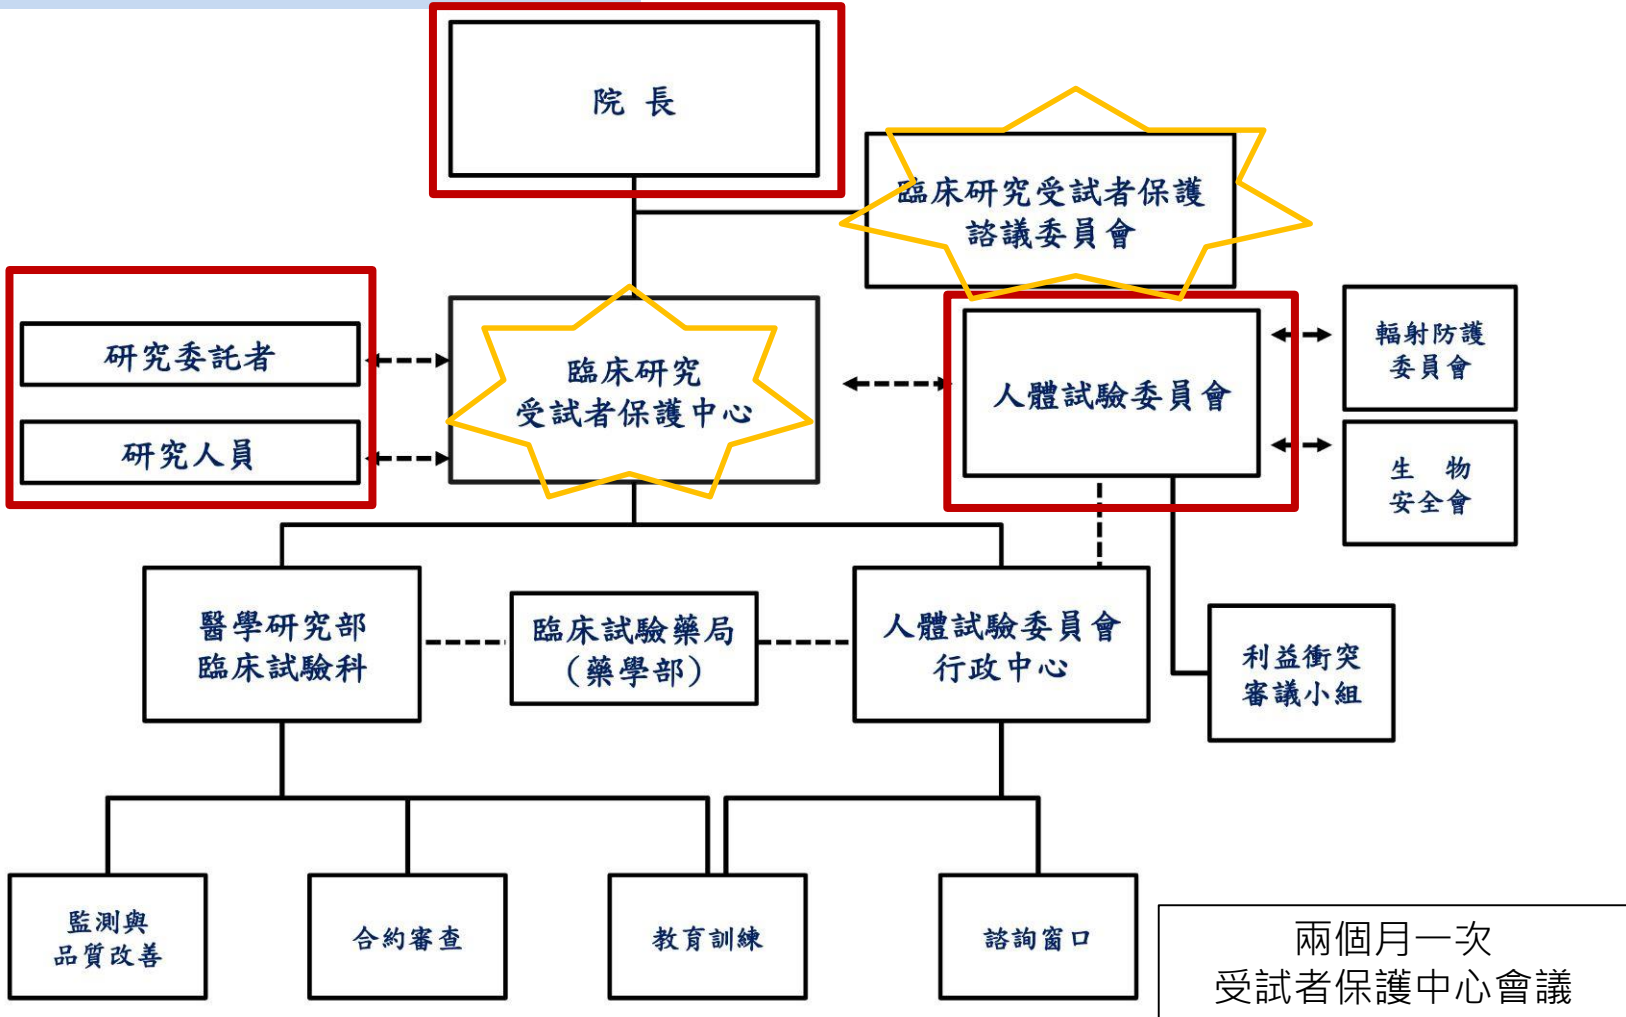 院 長
臨床研究受試者保護
諮議委員會
研究委託者
研究人員
臨床研究
受試者保護中心
人體試驗委員會
輻射防護
委員會
生 物
安全會
醫學研究部
臨床試驗科
臨床試驗藥局
(藥學部)
人體試驗委員會
行政中心
利益衝突
審議小組
監測與
品質改善
合約審查
教育訓練
諮詢窗口
兩個月一次
受試者保護中心會議